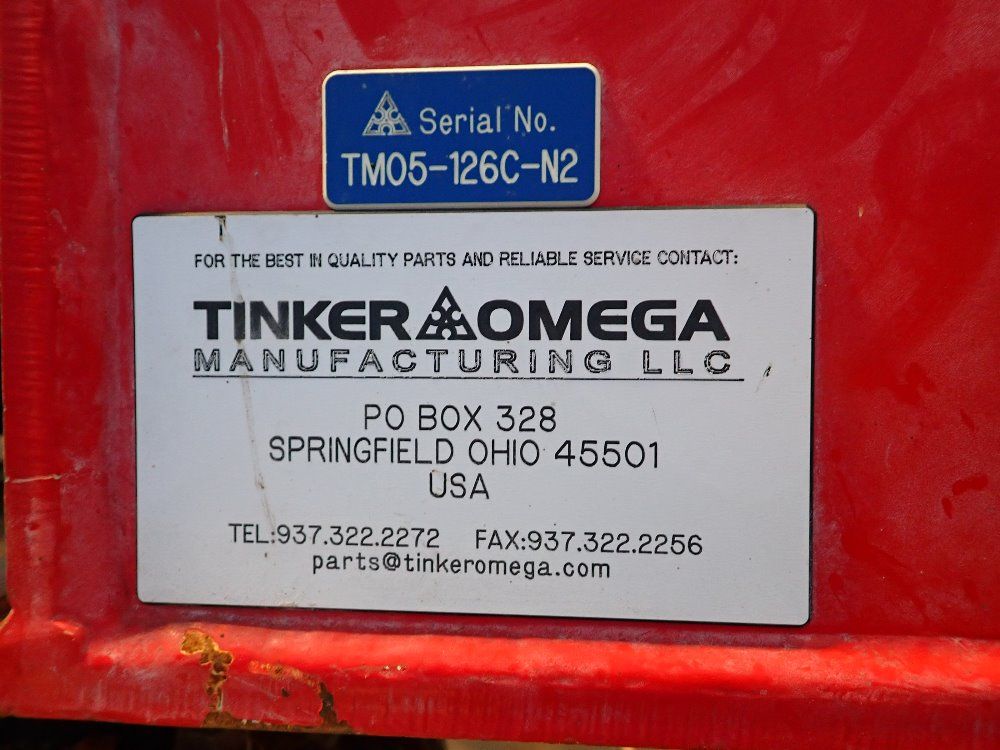 Serial No.
TM05-126C-N2
FOR THE BEST IN QUALITY PARTS AND RELIABLE SERVICE CONTACT:
TINKER OMEGA
MANUFACTURING LLC
PO BOX 328
SPRINGFIELD OHIO 45501
USA
TEL:937.322.2272 FAX:937.322.2256
parts@tinkeromega.com